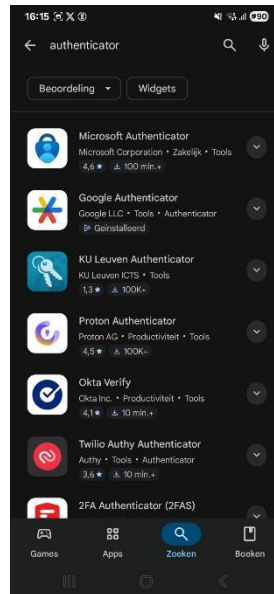 16:15
90
authenticator
Beoordeling
Widgets
Microsoft Authenticator
Microsoft Corporation • Zakelijk • Tools
4,6 ★ 100 mln.+
Google Authenticator
Google LLC • Tools • Authenticator
Geïnstalleerd
KU Leuven Authenticator
KU Leuven ICTS • Tools
1,3 ★ 100K+
Proton Authenticator
Proton AG • Productiviteit • Tools
4,5 ★ 100K+
Okta Verify
Okta Inc. • Productiviteit • Tools
4,1 ★ 10 mln.+
Twilio Authy Authenticator
Authy • Tools • Authenticator
3,6 ★ 10 mln.+
2FA Authenticator (2FAS)
Games
Apps
Zoeken
Boeken